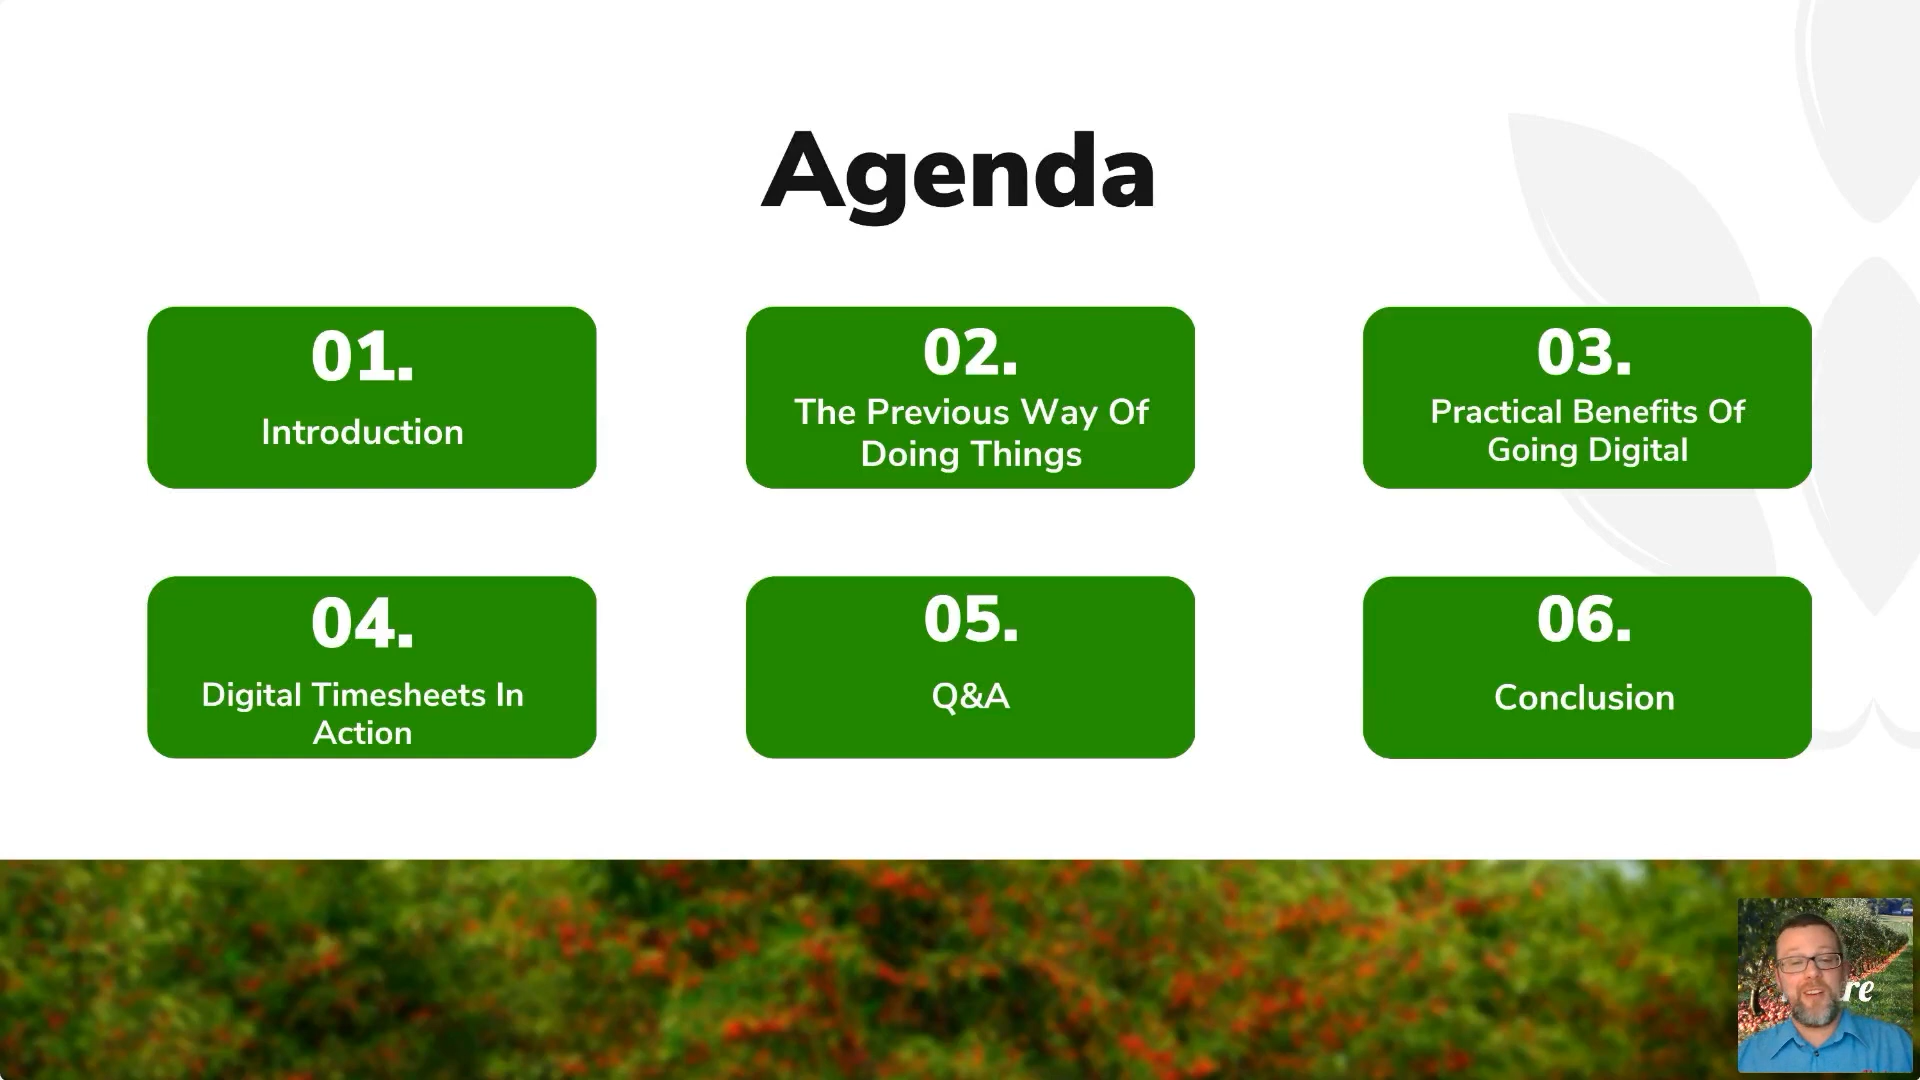 Agenda
01.
Introduction
02.
The Previous Way Of
Doing Things
03.
Practical Benefits Of
Going Digital
04.
Digital Timesheets In
Action
05.
Q&A
06.
Conclusion
re